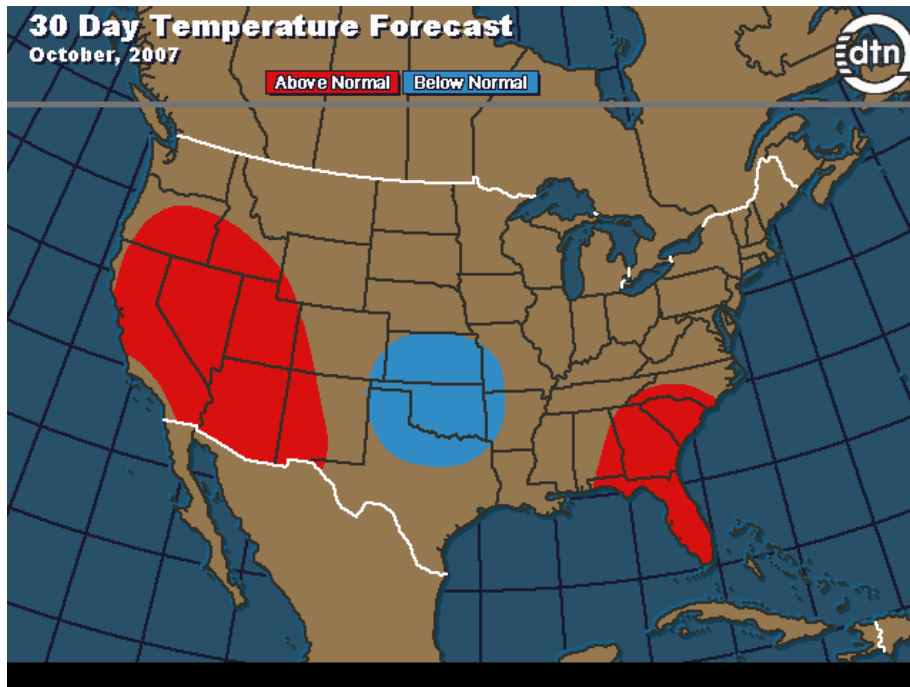 30 Day Temperature Forecast
October, 2007
dtn
Above Normal Below Normal